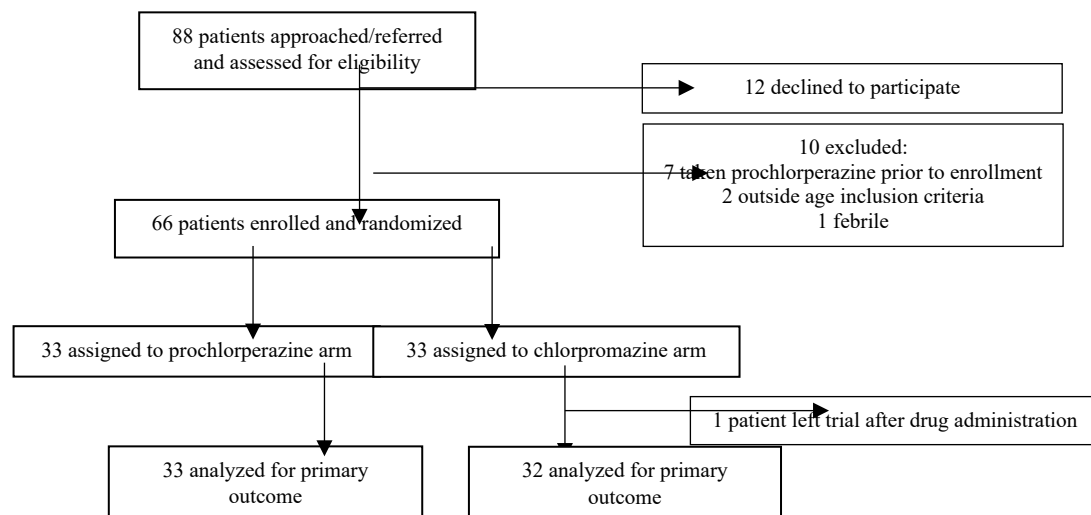 88 patients approached/referred
and assessed for eligibility
12 declined to participate
10 excluded:
7 taken prochlorperazine prior to enrollment
2 outside age inclusion criteria
1 febrile
66 patients enrolled and randomized
33 assigned to prochlorperazine arm
33 assigned to chlorpromazine arm
1 patient left trial after drug administration
33 analyzed for primary
outcome
32 analyzed for primary
outcome